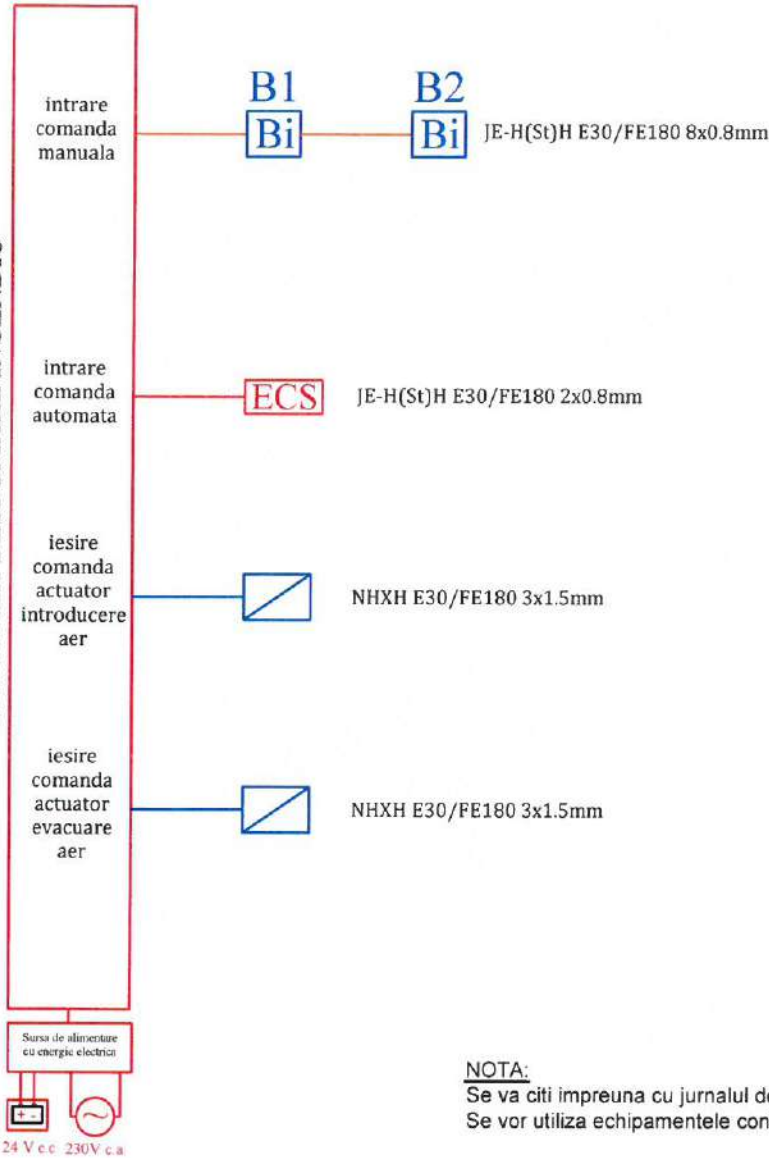 intrare
comanda
manuala
B1
B2
Bi
Bi
JE-H(St)H E30/FE180 8x0.8mm
intrare
comanda
automata
ECS
JE-H(St)H E30/FE180 2x0.8mm
iesire
comanda
actuator
introducere
aer
NHXH E30/FE180 3x1.5mm
iesire
comanda
actuator
evacuare
aer
NHXH E30/FE180 3x1.5mm
Sursa de alimentare
cu energie electrica
+ -
24 V c.c 230V c.a
NOTA:
Se va citi impreuna cu jurnalul de
Se vor utiliza echipamentele con